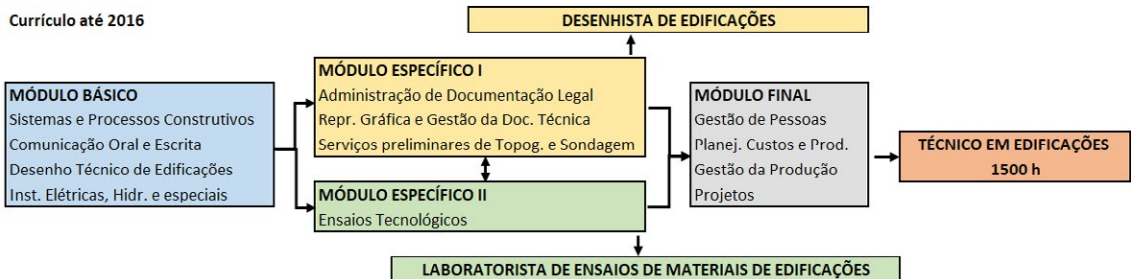 Currículo até 2016
DESENHISTA DE EDIFICAÇÕES
MÓDULO BÁSICO
Sistemas e Processos Construtivos
Comunicação Oral e Escrita
Desenho Técnico de Edificações
Inst. Elétricas, Hidr. e especiais
MÓDULO ESPECÍFICO I
Administração de Documentação Legal
Repr. Gráfica e Gestão da Doc. Técnica
Serviços preliminares de Topog. e Sondagem
MÓDULO ESPECÍFICO II
Ensaios Tecnológicos
MÓDULO FINAL
Gestão de Pessoas
Planej. Custos e Prod.
Gestão da Produção
Projetos
TÉCNICO EM EDIFICAÇÕES
1500 h
LABORATORISTA DE ENSAIOS DE MATERIAIS DE EDIFICAÇÕES